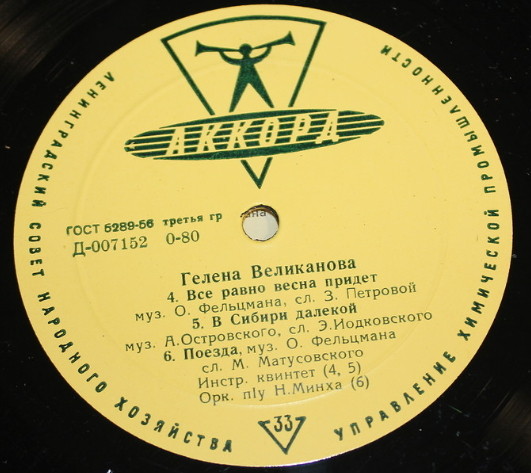 АККОРД
ЛЕНИНГРАДСКИЙ СОВЕТ НАРОДНОГО ХОЗЯЙСТВА
УПРАВЛЕНИЕ ХИМИЧЕСКОЙ ПРОМЫШЛЕННОСТИ
ГОСТ 5289-56 третья гр
Д-007152 0-80
Гелена Великанова
4. Все равно весна придет
муз. О. Фельцмана, сл. З. Петровой
5. В Сибири далекой
муз. А.Островского, сл. Э.Иодковского
6. Поезда, муз. О. Фельцмана
сл. М. Матусовского
Инстр. квинтет (4, 5)
Орк. п/у Н.Минха (6)
33